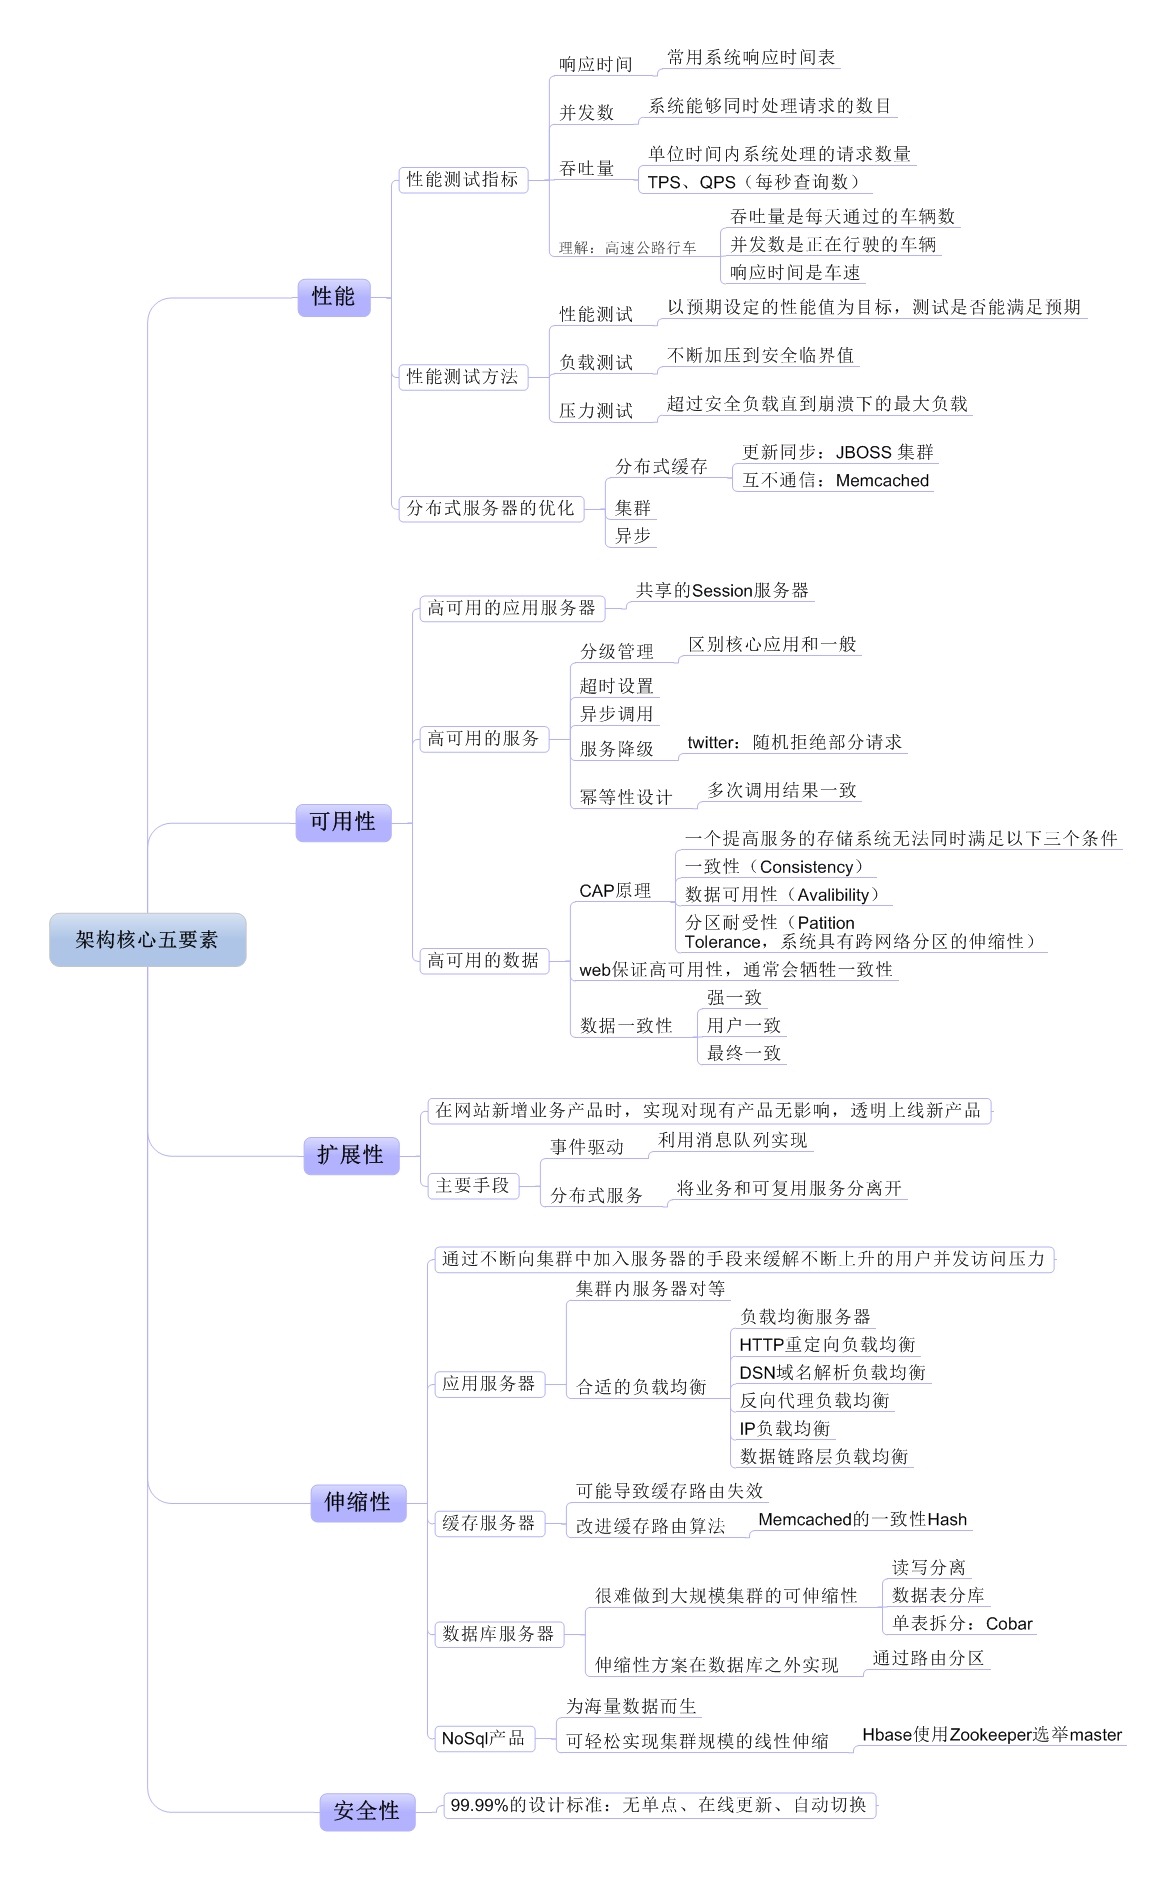 架构核心五要素
性能
性能测试指标
响应时间
常用系统响应时间表
并发数
系统能够同时处理请求的数目
吞吐量
单位时间内系统处理的请求数量
TPS、QPS（每秒查询数）
理解：高速公路行车
吞吐量是每天通过的车辆数
并发数是正在行驶的车辆
响应时间是车速
性能测试方法
性能测试
以预期设定的性能值为目标，测试是否能满足预期
负载测试
不断加压到安全临界值
压力测试
超过安全负载直到崩溃下的最大负载
分布式服务器的优化
分布式缓存
更新同步：JBOSS 集群
互不通信：Memcached
集群
异步
可用性
高可用的应用服务器
共享的Session服务器
高可用的服务
分级管理
区别核心应用和一般
超时设置
异步调用
服务降级
twitter：随机拒绝部分请求
幂等性设计
多次调用结果一致
高可用的数据
CAP原理
一个提高服务的存储系统无法同时满足以下三个条件
一致性（Consistency）
数据可用性（Avalibility）
分区耐受性（Patition
Tolerance，系统具有跨网络分区的伸缩性）
web保证高可用性，通常会牺牲一致性
数据一致性
强一致
用户一致
最终一致
扩展性
在网站新增业务产品时，实现对现有产品无影响，透明上线新产品
主要手段
事件驱动
利用消息队列实现
分布式服务
将业务和可复用服务分离开
伸缩性
通过不断向集群中加入服务器的手段来缓解不断上升的用户并发访问压力
应用服务器
集群内服务器对等
合适的负载均衡
负载均衡服务器
HTTP重定向负载均衡
DSN域名解析负载均衡
反向代理负载均衡
IP负载均衡
数据链路层负载均衡
缓存服务器
可能导致缓存路由失效
改进缓存路由算法
Memcached的一致性Hash
数据库服务器
很难做到大规模集群的可伸缩性
读写分离
数据表分库
单表拆分：Cobar
伸缩性方案在数据库之外实现
通过路由分区
NoSql产品
为海量数据而生
可轻松实现集群规模的线性伸缩
Hbase使用Zookeeper选举master
安全性
99.99%的设计标准：无单点、在线更新、自动切换